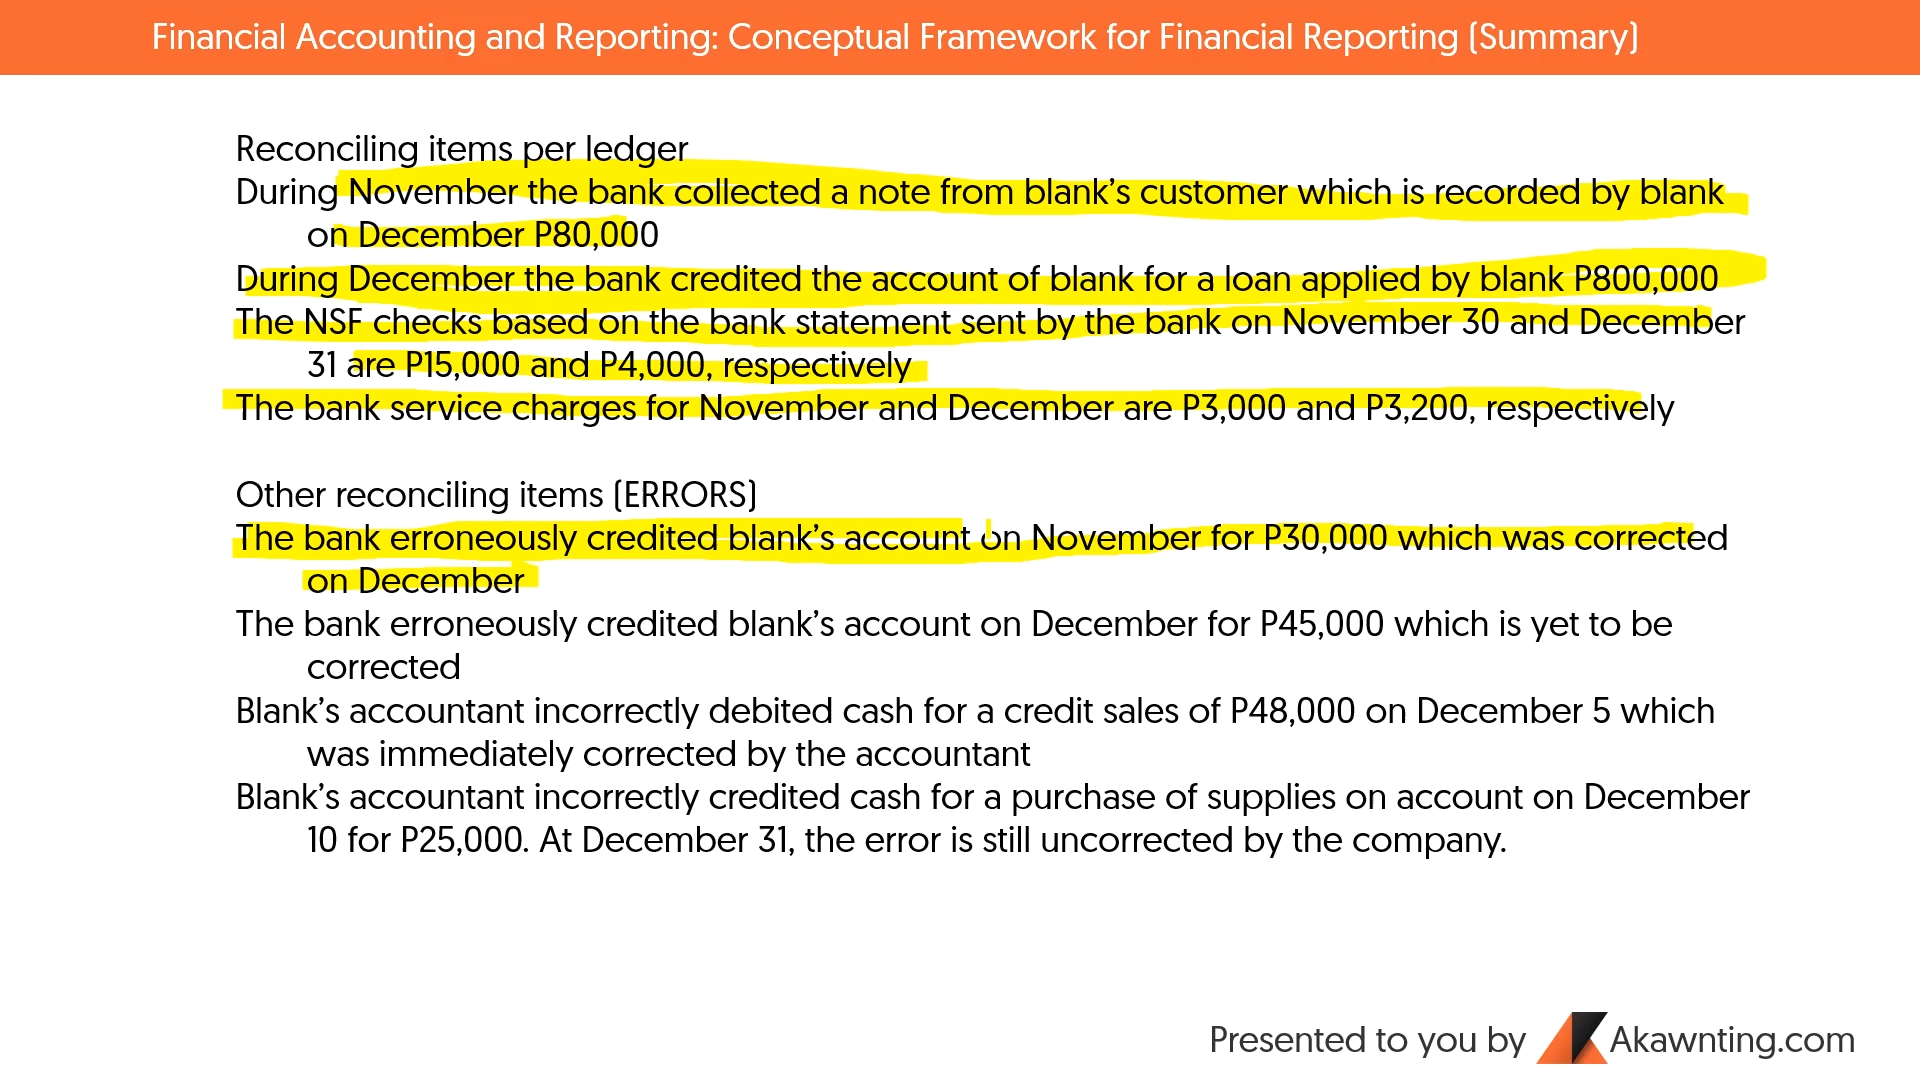 Financial Accounting and Reporting: Conceptual Framework for Financial Reporting (Summary)
Reconciling items per ledger
During November the bank collected a note from blank’s customer which is recorded by blank
on December P80,000
During December the bank credited the account of blank for a loan applied by blank P800,000
The NSF checks based on the bank statement sent by the bank on November 30 and December
31 are P15,000 and P4,000, respectively
The bank service charges for November and December are P3,000 and P3,200, respectively
Other reconciling items (ERRORS)
The bank erroneously credited blank’s account on November for P30,000 which was corrected
on December
The bank erroneously credited blank’s account on December for P45,000 which is yet to be
corrected
Blank’s accountant incorrectly debited cash for a credit sales of P48,000 on December 5 which
was immediately corrected by the accountant
Blank’s accountant incorrectly credited cash for a purchase of supplies on account on December
10 for P25,000. At December 31, the error is still uncorrected by the company.
Presented to you by Akawnting.com